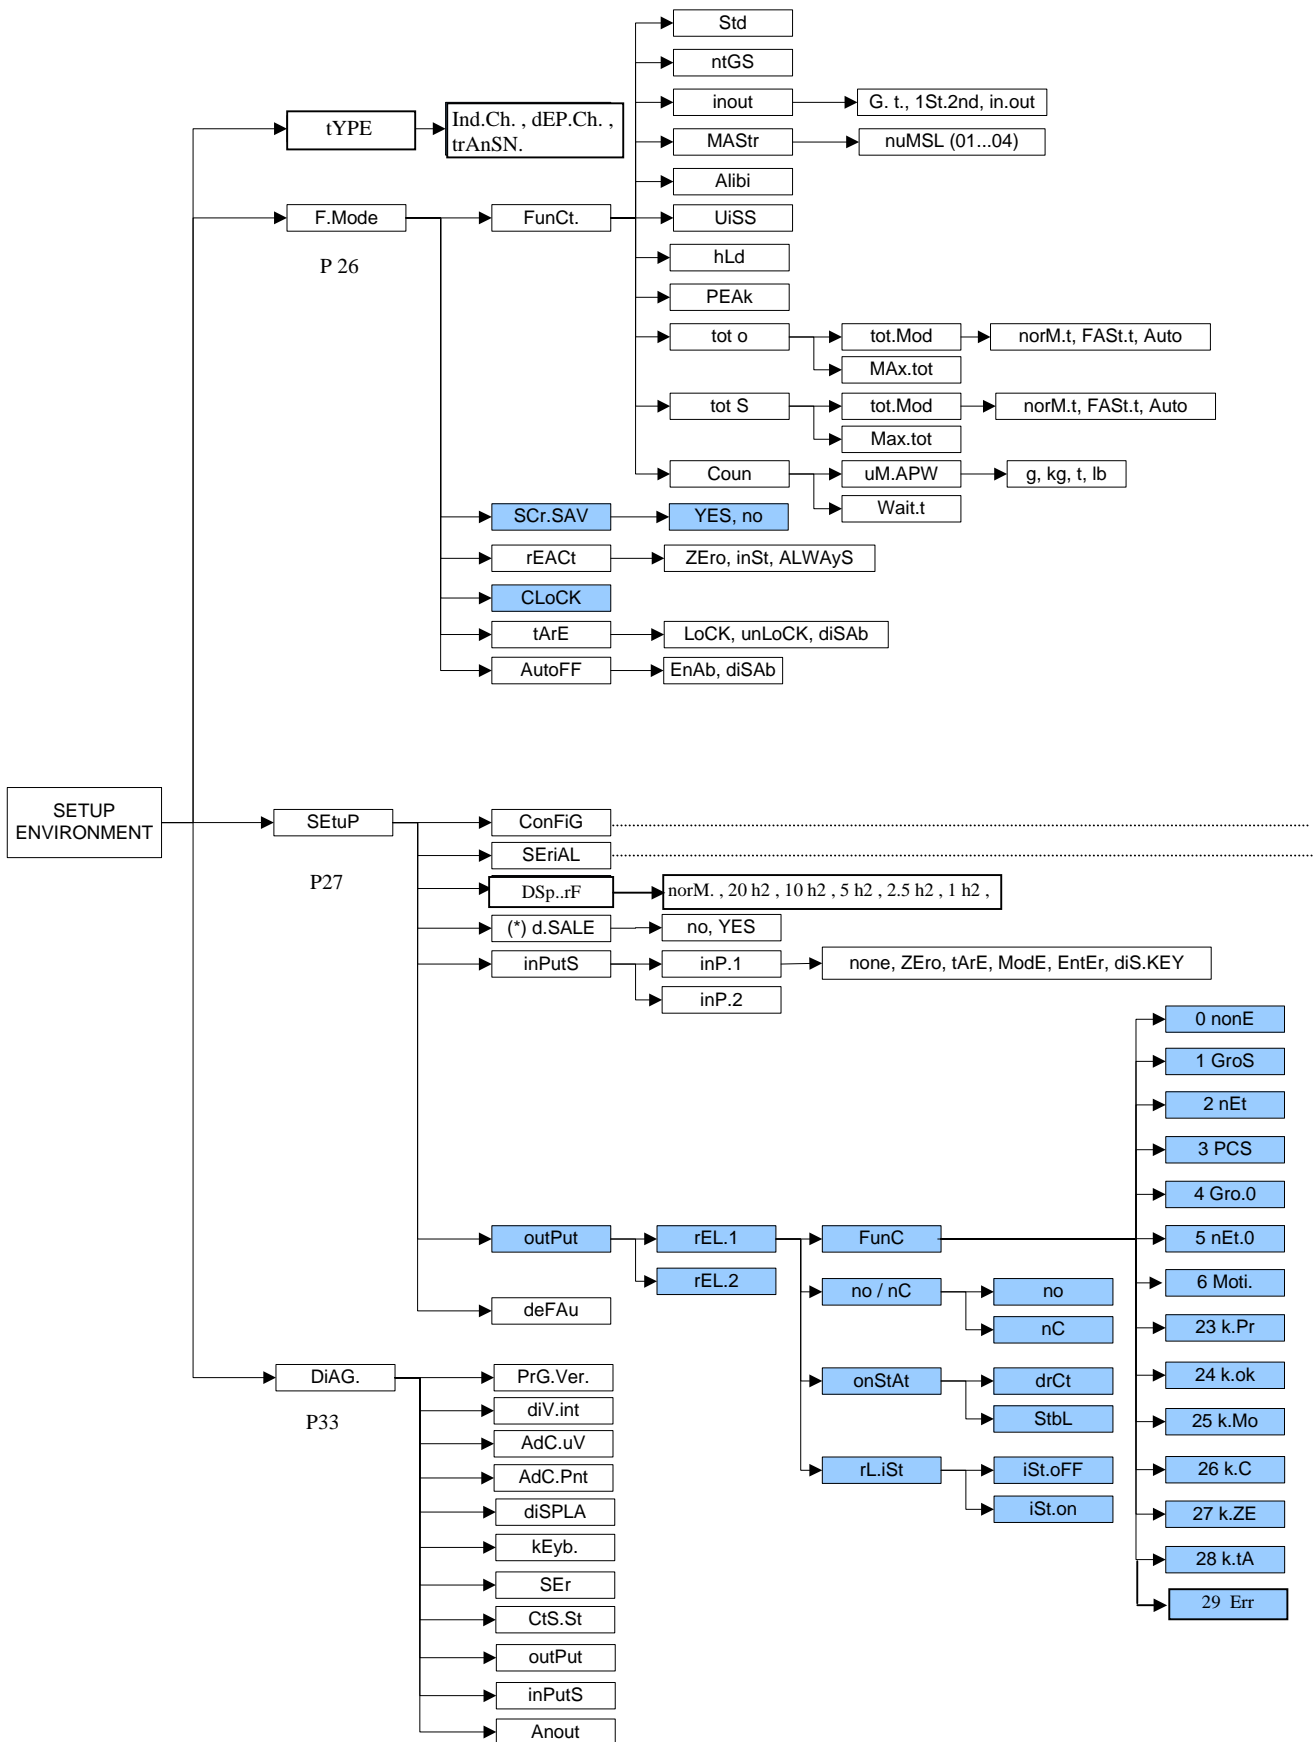 Std
ntGS
inout
G. t., 1St.2nd, in.out
tYPE
Ind.Ch. , dEP.Ch. ,
trAnSN.
MAStr
nuMSL (01...04)
Alibi
F.Mode
FunCt.
UiSS
P 26
hLd
PEAk
tot o
tot.Mod
norM.t, FASt.t, Auto
MAx.tot
tot S
tot.Mod
norM.t, FASt.t, Auto
Max.tot
Coun
uM.APW
g, kg, t, lb
Wait.t
SCr.SAV
YES, no
rEACt
ZEro, inSt, ALWAyS
CLoCK
tArE
LoCK, unLoCK, diSAb
AutoFF
EnAb, diSAb
SETUP
ENVIRONMENT
SEtuP
P27
ConFiG
SEriAL
DSp..rF
norM. , 20 h2 , 10 h2 , 5 h2 , 2.5 h2 , 1 h2 ,
(*) d.SALE
no, YES
inPutS
inP.1
none, ZEro, tArE, ModE, EntEr, diS.KEY
inP.2
0 nonE
1 GroS
2 nEt
3 PCS
4 Gro.0
outPut
rEL.1
FunC
5 nEt.0
rEL.2
no / nC
no
6 Moti.
deFAu
nC
23 k.Pr
DiAG.
P33
PrG.Ver.
onStAt
drCt
24 k.ok
diV.int
StbL
25 k.Mo
AdC.uV
AdC.Pnt
rL.iSt
iSt.oFF
26 k.C
diSPLA
iSt.on
27 k.ZE
kEyb.
28 k.tA
SEr
29 Err
CtS.St
outPut
inPutS
Anout